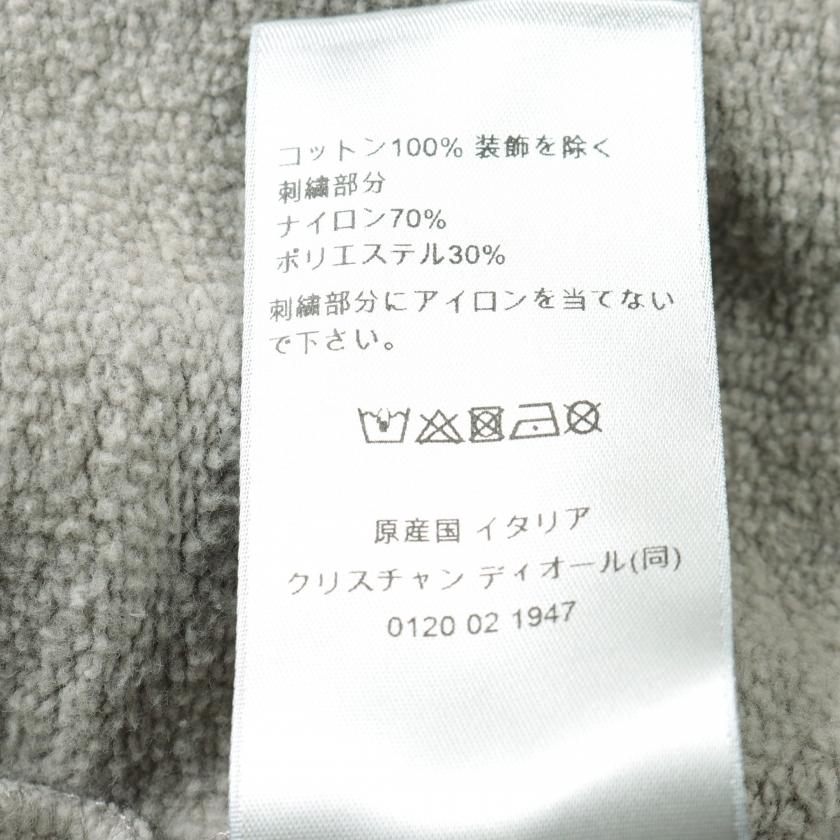 コットン100% 装飾を除く
刺繍部分
ナイロン70%
ポリエステル30%
刺繍部分にアイロンを当てない
で下さい。
原産国 イタリア
クリスチャン ディオール(同)
0120 02 1947